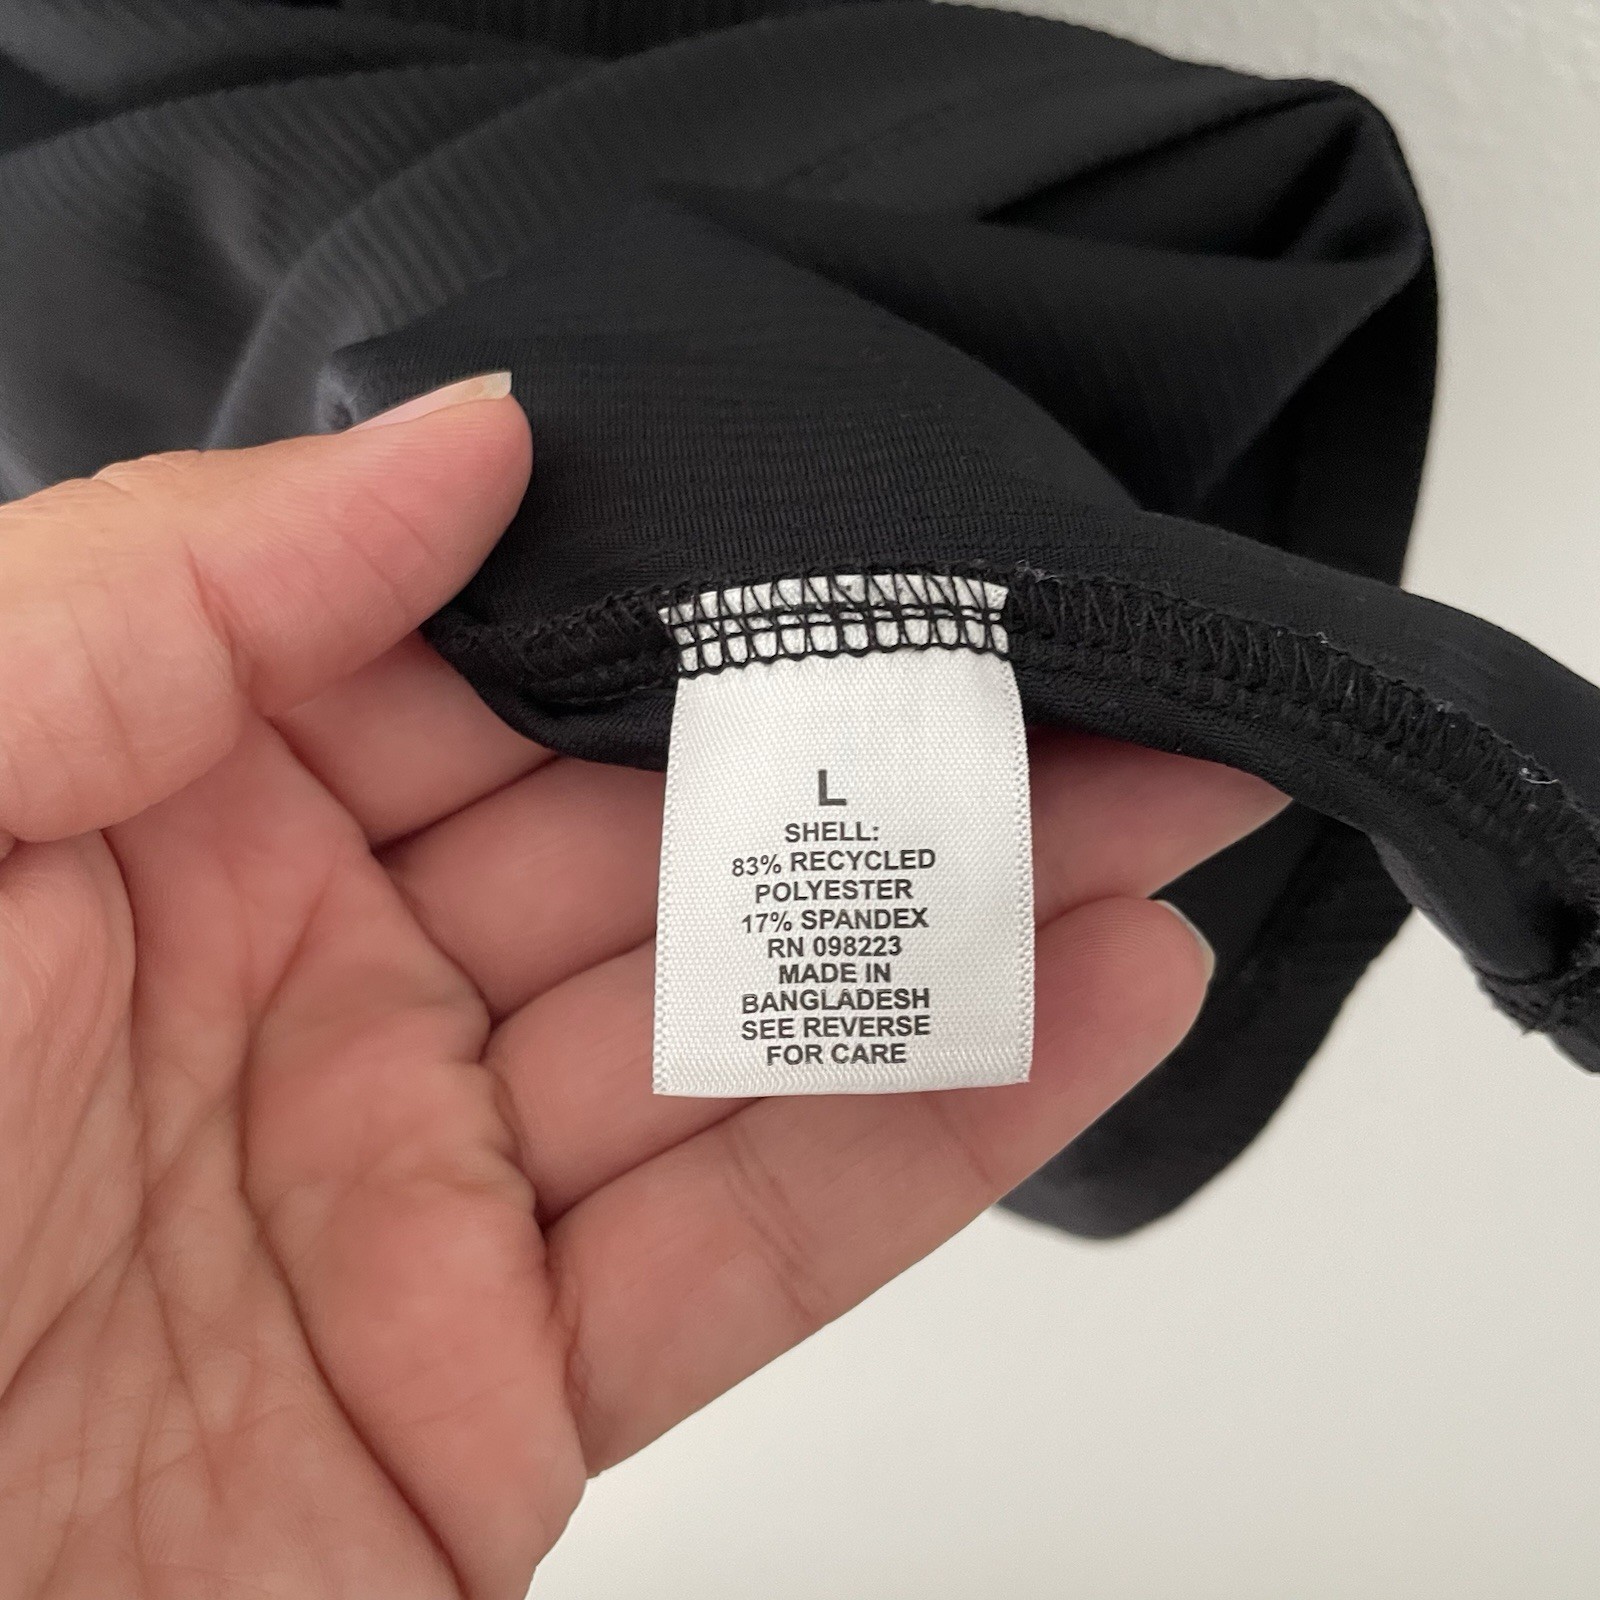 L
SHELL:
83% RECYCLED
POLYESTER
17% SPANDEX
RN 098223
MADE IN
BANGLADESH
SEE REVERSE
FOR CARE